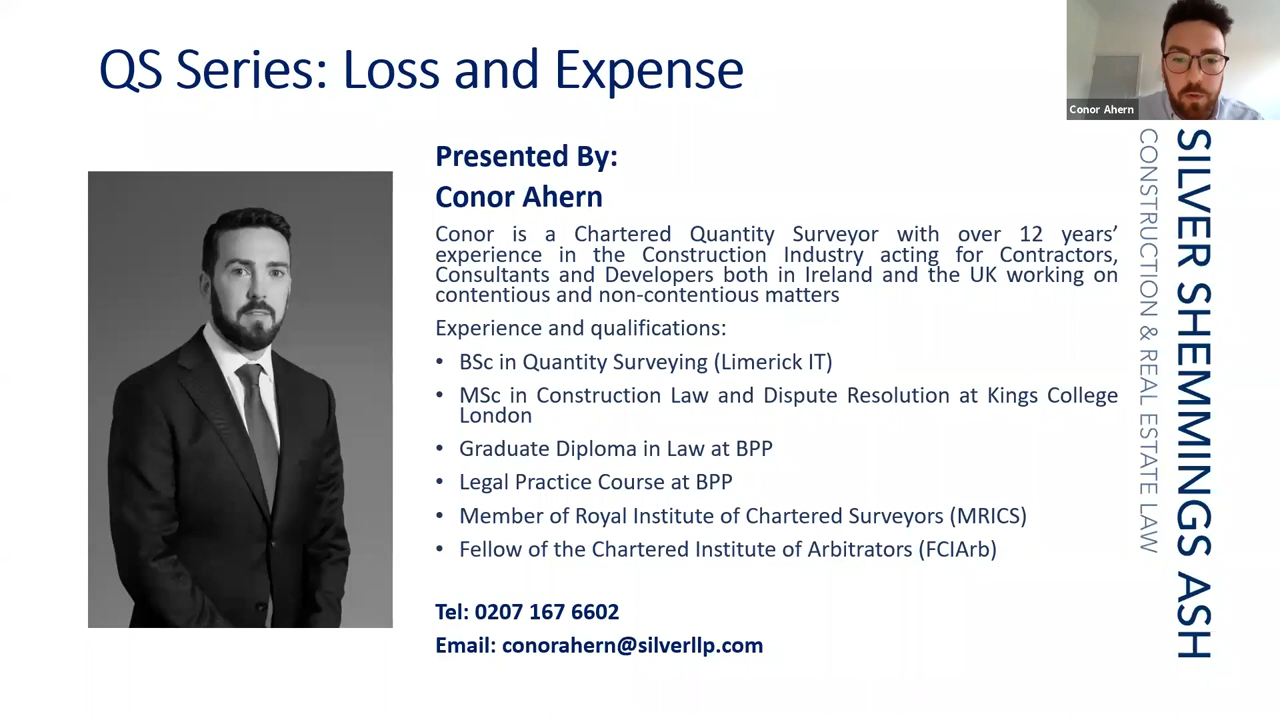 QS Series: Loss and Expense
Conor Ahern
Presented By:
Conor Ahern
Conor is a Chartered Quantity Surveyor with over 12 years’
experience in the Construction Industry acting for Contractors,
Consultants and Developers both in Ireland and the UK working on
contentious and non-contentious matters
Experience and qualifications:
• BSc in Quantity Surveying (Limerick IT)
• MSc in Construction Law and Dispute Resolution at Kings College
London
• Graduate Diploma in Law at BPP
• Legal Practice Course at BPP
• Member of Royal Institute of Chartered Surveyors (MRICS)
• Fellow of the Chartered Institute of Arbitrators (FCIArb)
Tel: 0207 167 6602
Email: conorahern@silverllp.com
SILVER SHEMMINGS ASH
CONSTRUCTION & REAL ESTATE LAW